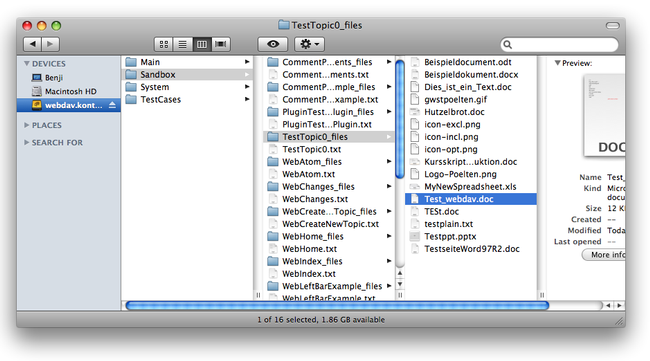 TestTopic0_files
DEVICES
Benji
Macintosh HD
webdav.kont...
PLACES
SEARCH FOR
Main
Sandbox
System
TestCases
CommentP...ents_files
Comment...ments.txt
CommentP...mple_files
CommentP...xample.txt
PluginTest...lugin_files
PluginTest...Plugin.txt
TestTopic0_files
TestTopic0.txt
WebAtom_files
WebAtom.txt
WebChanges_files
WebChanges.txt
WebCreate...Topic_files
WebCreateNewTopic.txt
WebHome_files
WebHome.txt
WebIndex_files
WebIndex.txt
WebLeftBarExample_files
WebLeftBarExample.txt
Beispieldocument.odt
Beispieldokument.docx
Dies_ist_ein_Text.doc
gwstpoelten.gif
Hutzelbrot.doc
icon-excl.png
icon-incl.png
icon-opt.png
Kursskript...uktion.doc
Logo-Poelten.png
MyNewSpreadsheet.xls
Test_webdav.doc
TESt.doc
testplain.txt
Testppt.pptx
TestseiteWord97R2.doc
Preview:
DOC
Name Test_
Kind Micro
docu
Size 12 K
Created --
Modified Toda
Last opened --
More info
1 of 16 selected, 1.86 GB available